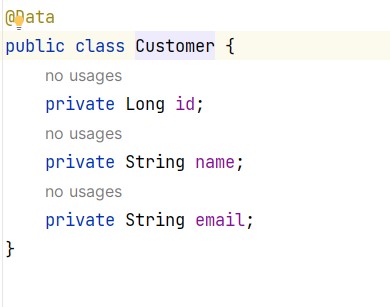 @Data
public class Customer {
no usages
private Long id;
no usages
private String name;
no usages
private String email;
}